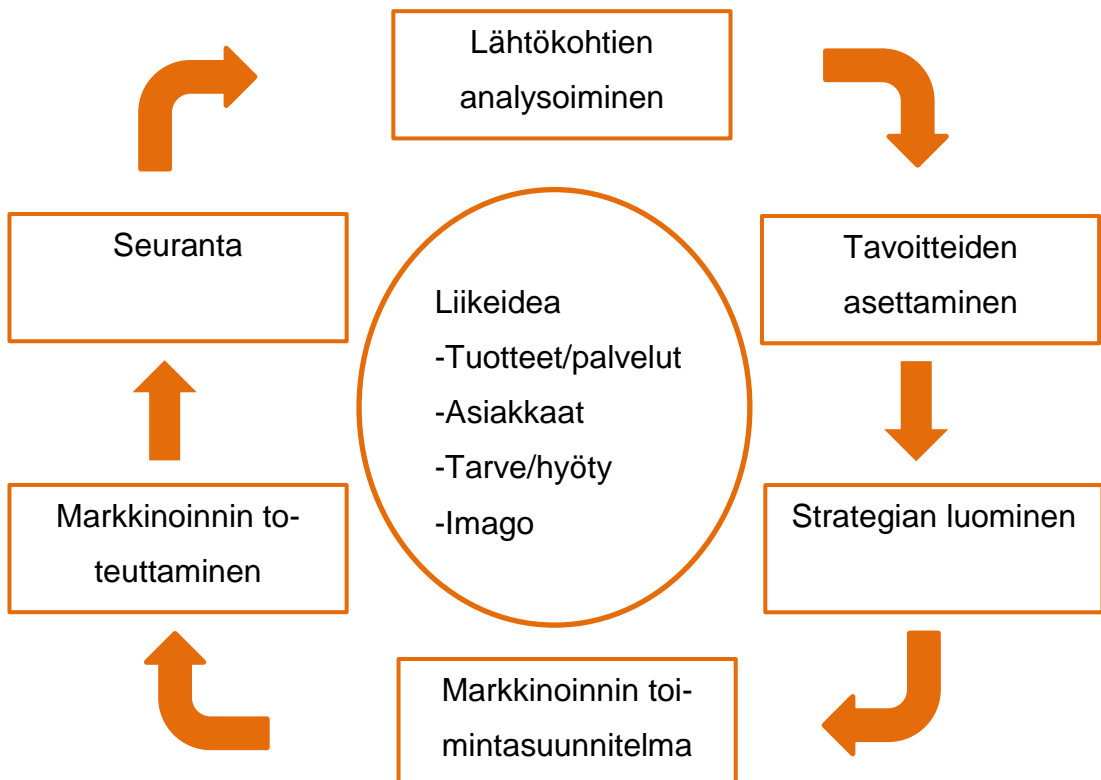 Lähtökohtien
analysoiminen
Tavoitteiden
asettaminen
Strategian luominen
Markkinoinnin toi-
mintasuunnitelma
Markkinoinnin to-
teuttaminen
Seuranta
Liikeidea
-Tuotteet/palvelut
-Asiakkaat
-Tarve/hyöty
-Imago